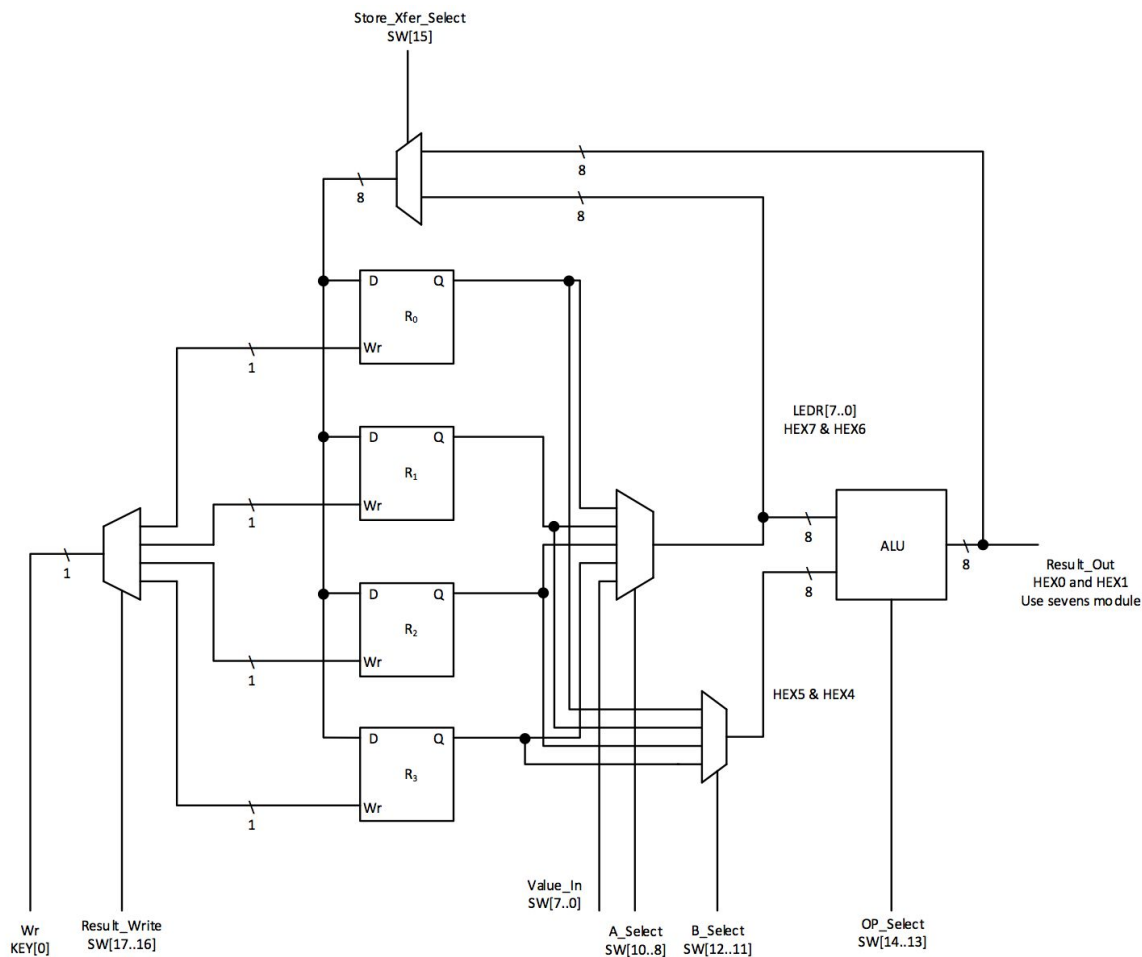 Store_Xfer_Select
SW[15]
8
8
8
D Q
R0
Wr
1
D Q
R1
Wr
1
LEDR[7..0]
HEX7 & HEX6
8
ALU
8
1
8
Result_Out
HEX0 and HEX1
Use sevens module
D Q
R2
Wr
1
HEX5 & HEX4
D Q
R3
Wr
1
Value_In
SW[7..0]
Wr
KEY[0]
Result_Write
SW[17..16]
A_Select
SW[10..8]
B_Select
SW[12..11]
OP_Select
SW[14..13]